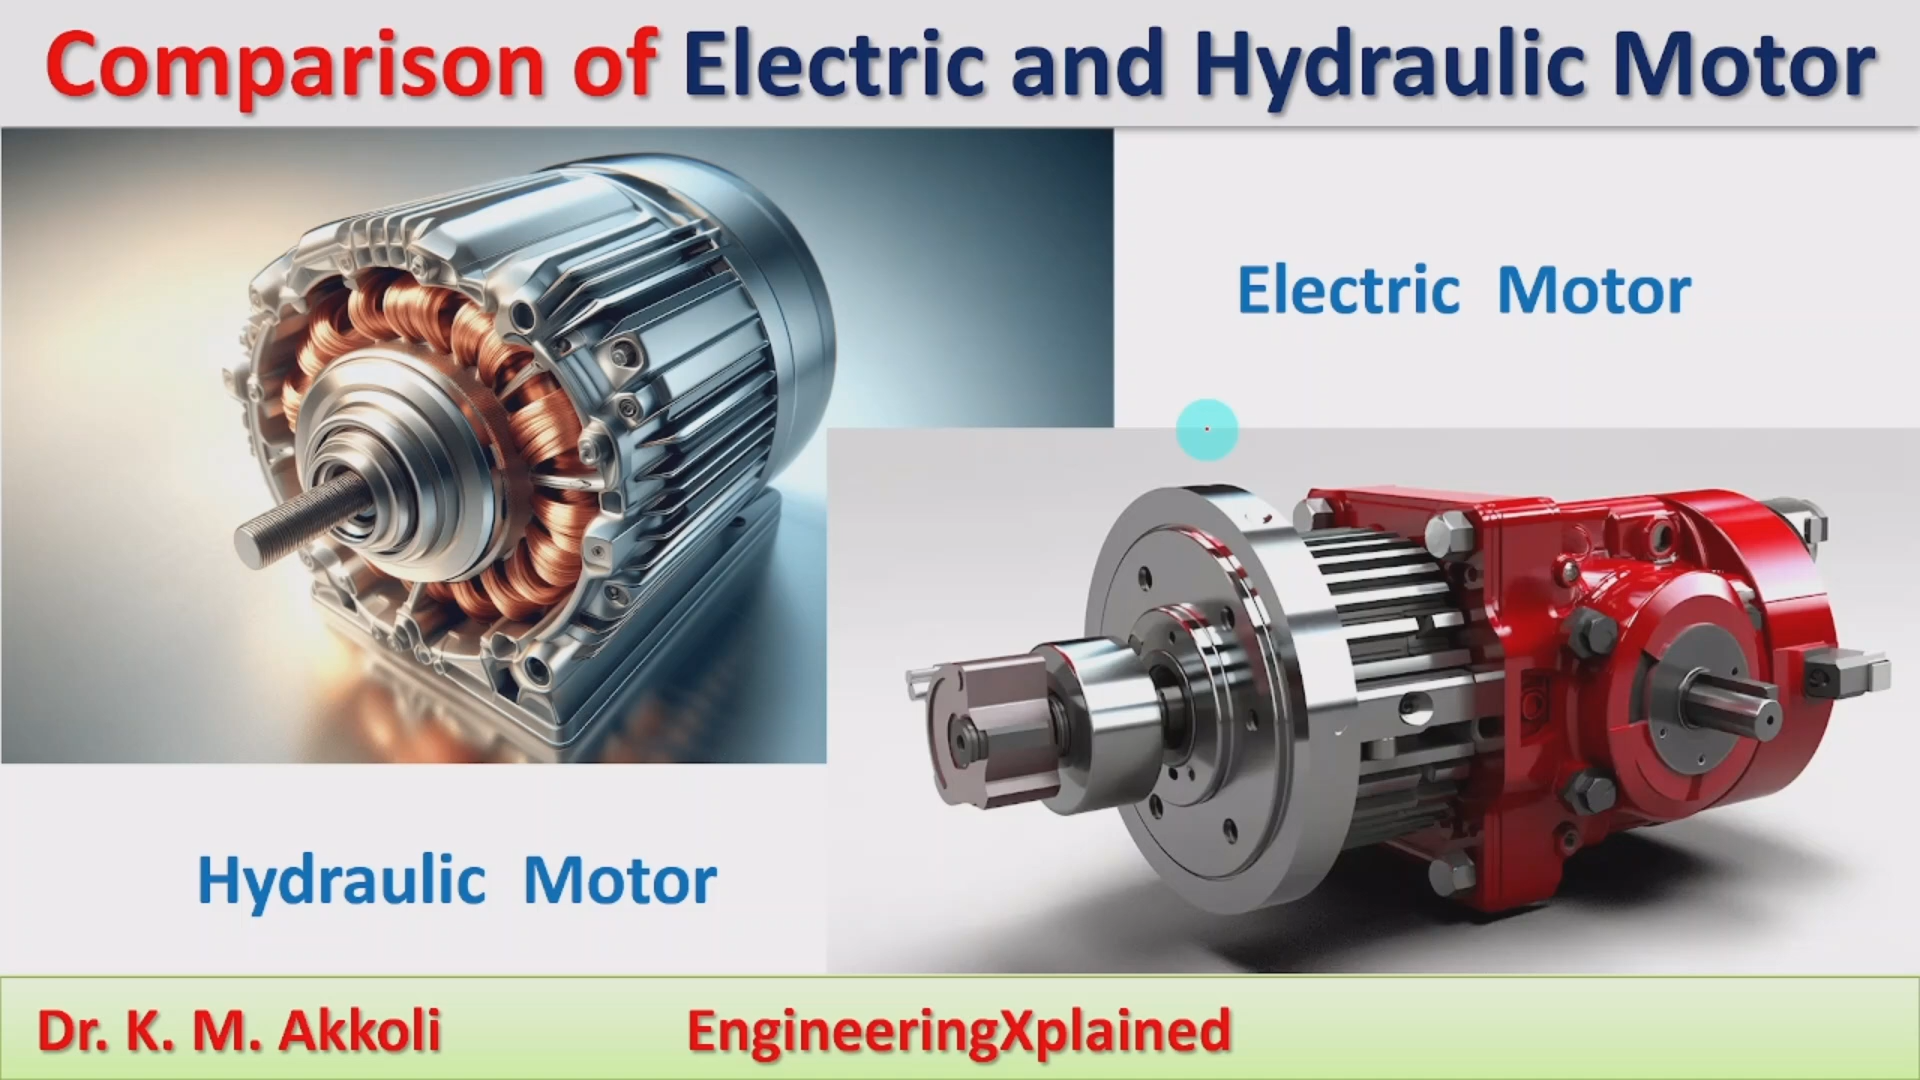 Comparison of Electric and Hydraulic Motor
Electric Motor
Hydraulic Motor
Dr. K. M. Akkoli EngineeringXplained